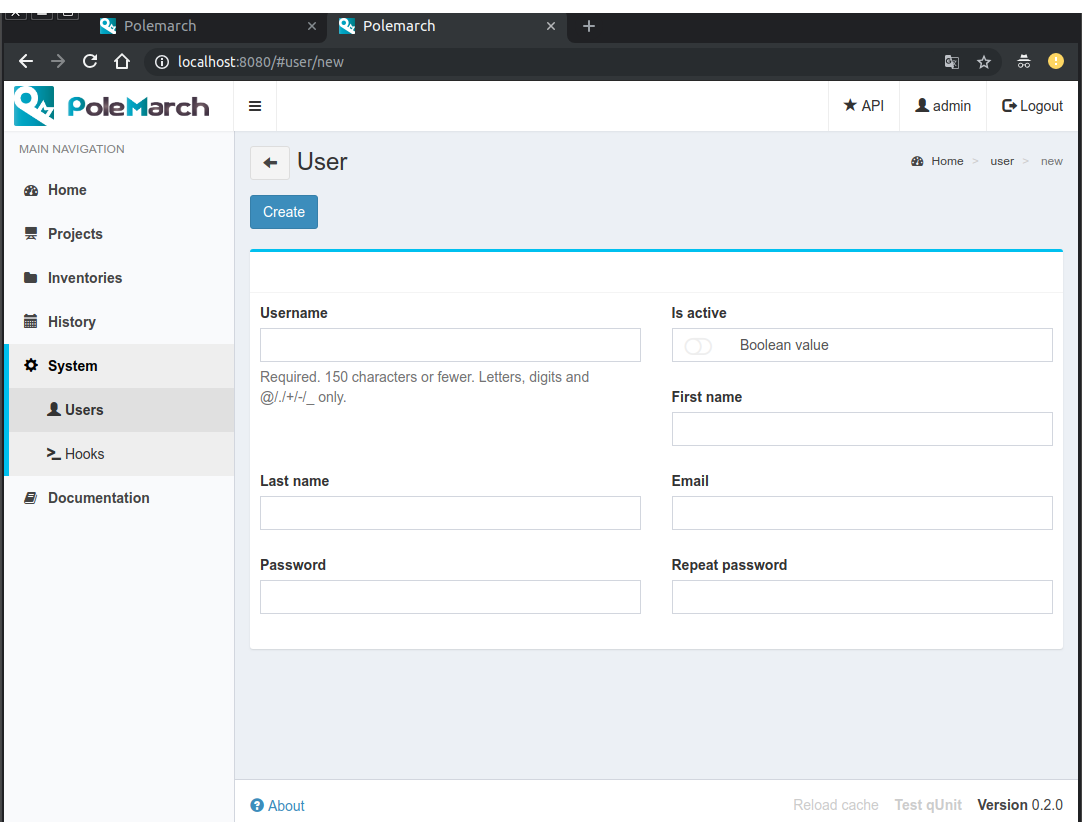 Polemarch
Polemarch
localhost:8080/#user/new
PoleMarch
API
admin
Logout
MAIN NAVIGATION
User
Home > user > new
Home
Create
Projects
Inventories
History
System
Users
Hooks
Documentation
Username
Is active
Boolean value
Required. 150 characters or fewer. Letters, digits and
@/./+/-/_ only.
First name
Last name
Email
Password
Repeat password
About
Reload cache
Test qUnit
Version 0.2.0